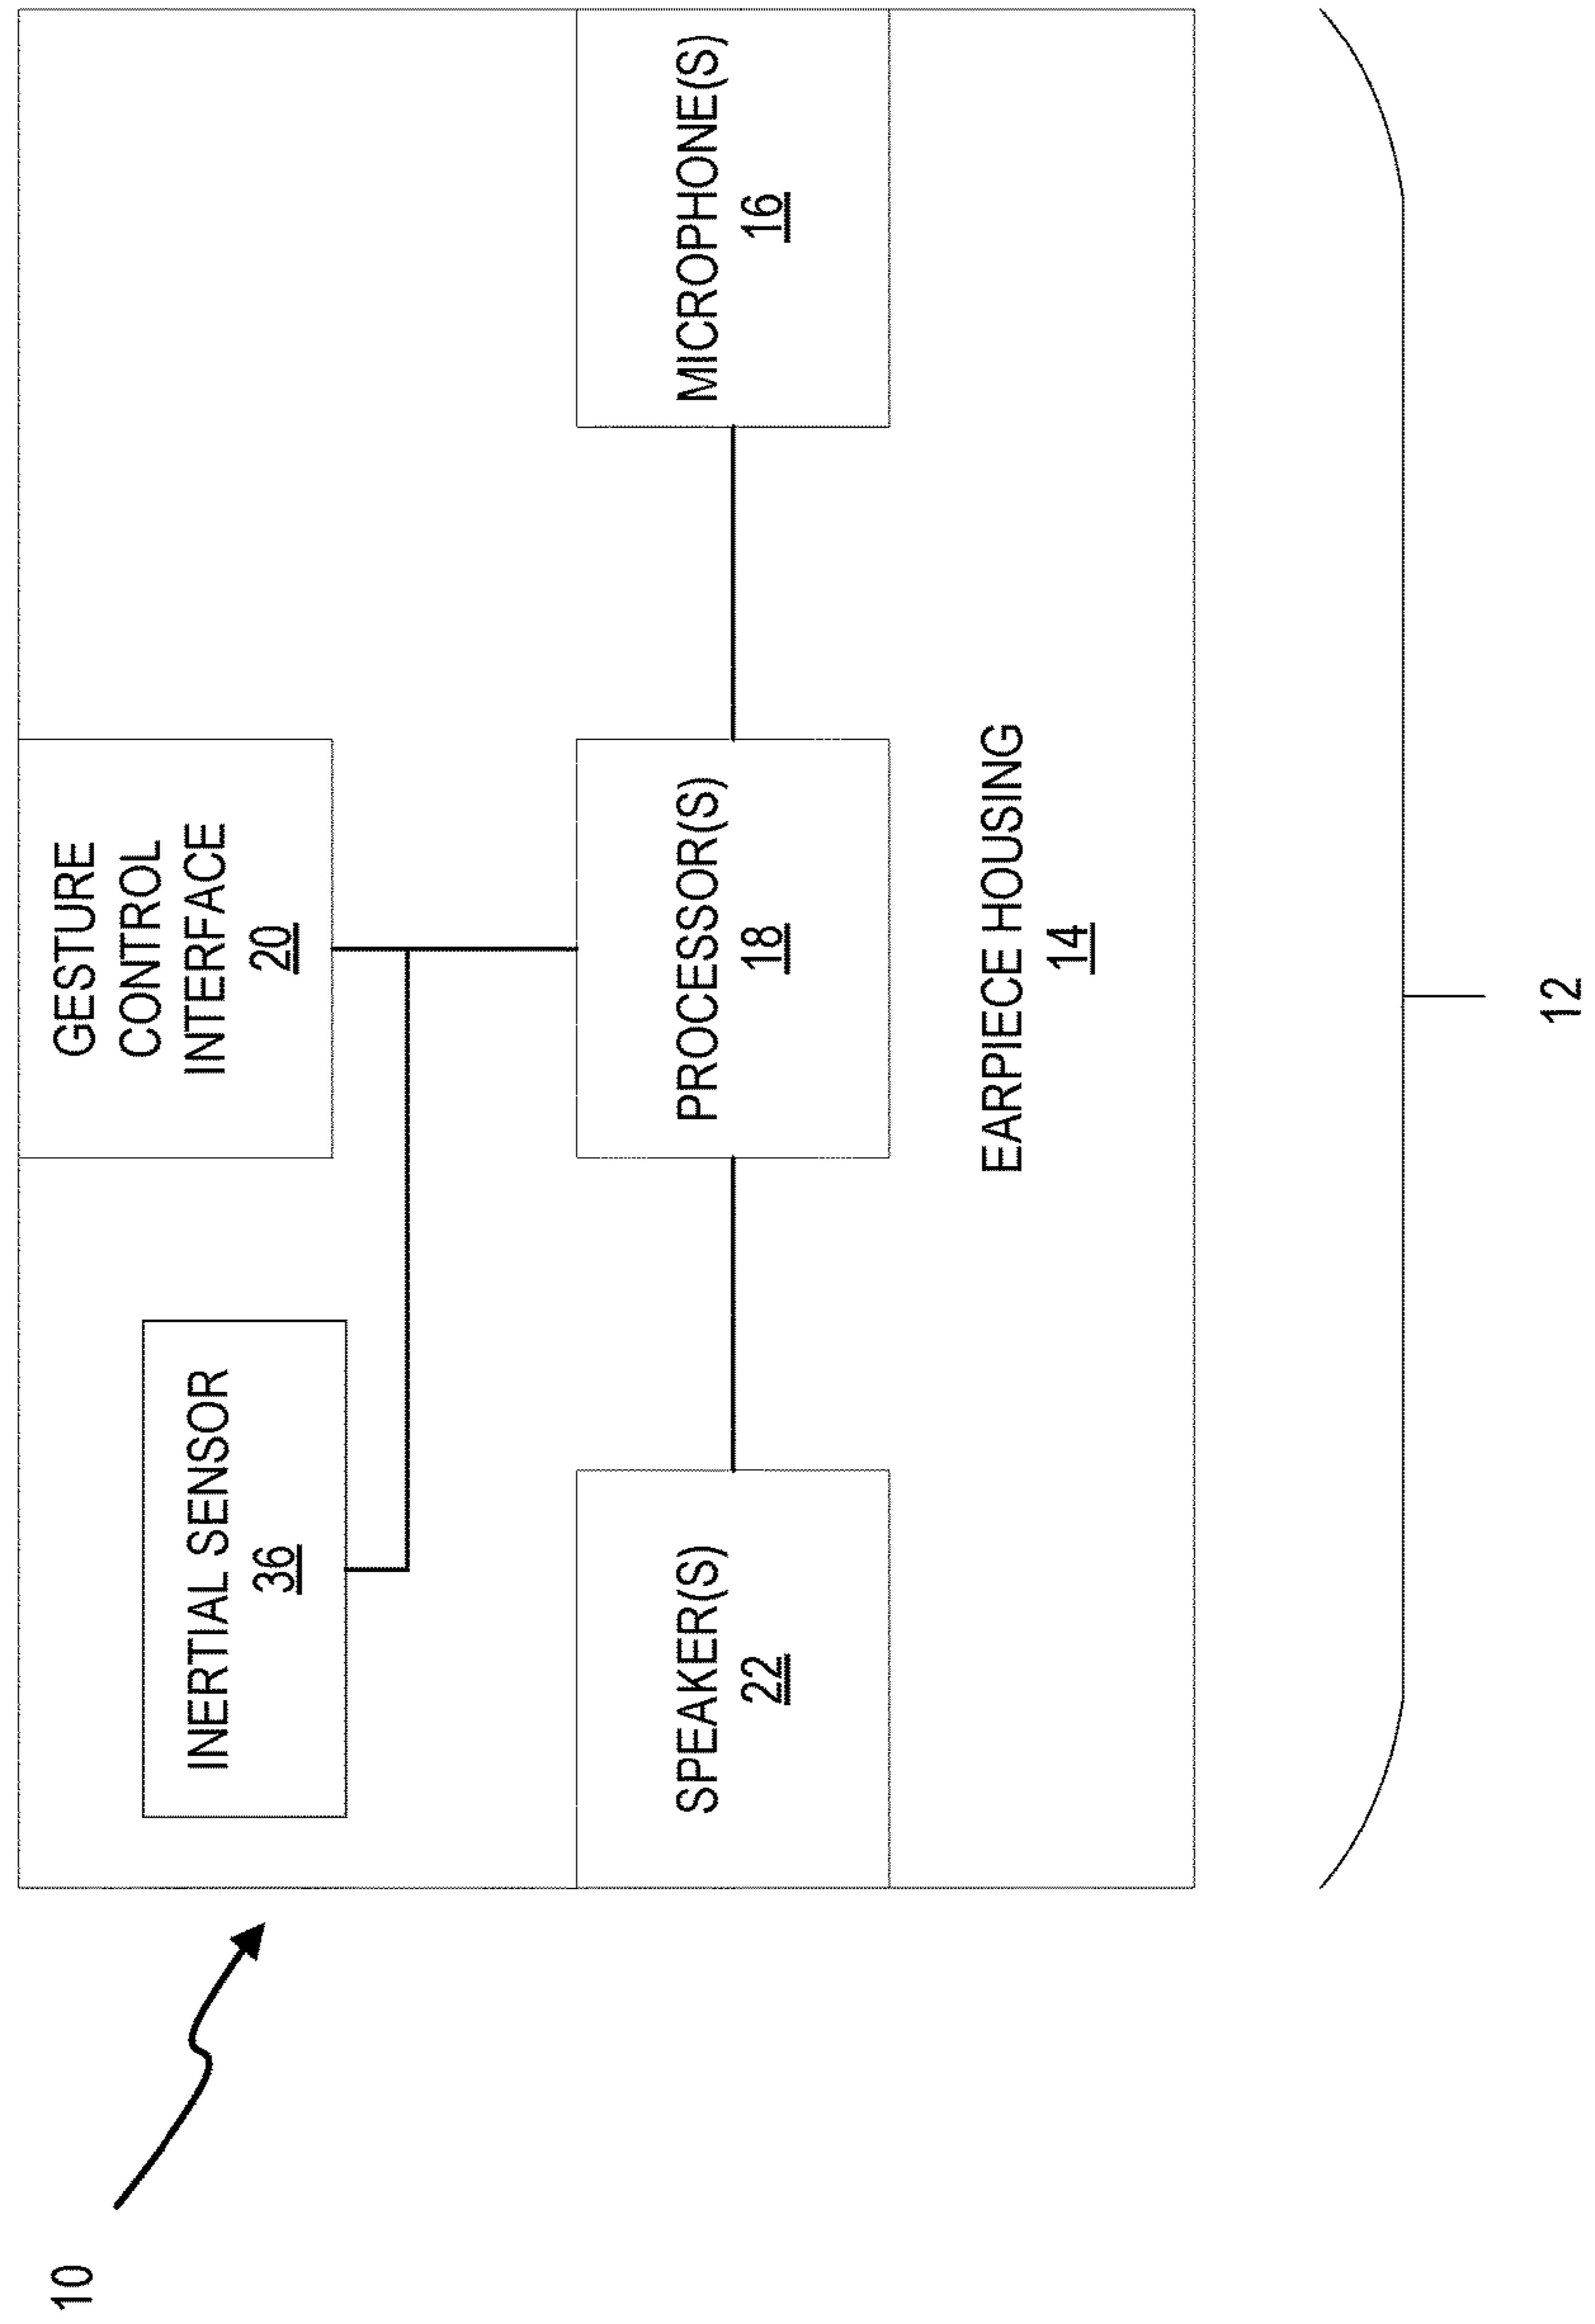 10
GESTURE
CONTROL
INTERFACE
20
INERTIAL SENSOR
36
SPEAKER(S)
22
PROCESSOR(S)
18
MICROPHONE(S)
16
EARPIECE HOUSING
14
12